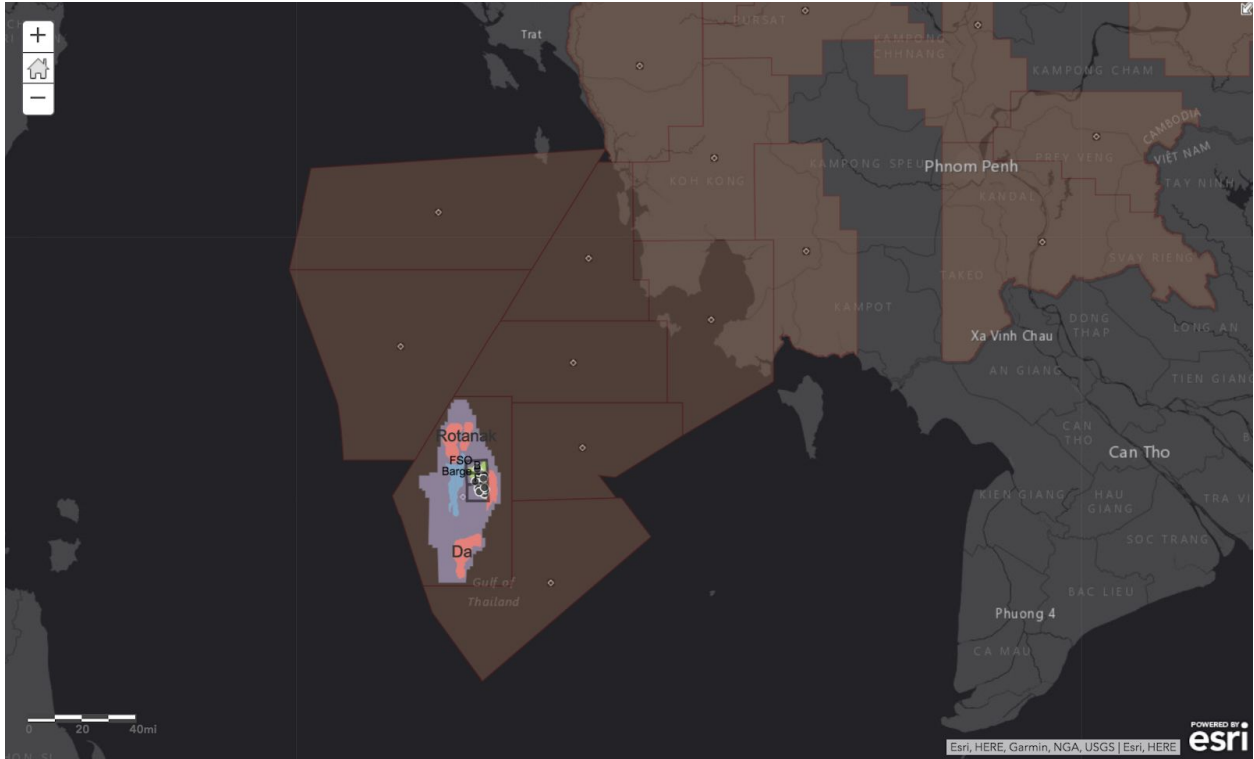 +
−
PURSAT
Trat
KAMPONG
CHHNANG
KAMPONG CHAM
CAMBODIA
VIỆT NAM
KAMPONG SPEU
Phnom Penh
PREY VENG
KOH KONG
TAY NINH
KANDAL
SVAY RIENG
TAKEO
KAMPOT
DONG
THAP
LONG AN
Xa Vinh Chau
AN GIANG
TIEN GIANG
Rotanak
CAN
THO
Can Tho
FSO
Barge
KIEN GIANG
HAU
GIANG
TRA VI
SOC TRANG
Da
Gulf of
Thailand
BAC LIEU
Phuong 4
CA MAU
0 20 40mi
POWERED BY
esri
Esri, HERE, Garmin, NGA, USGS | Esri, HERE